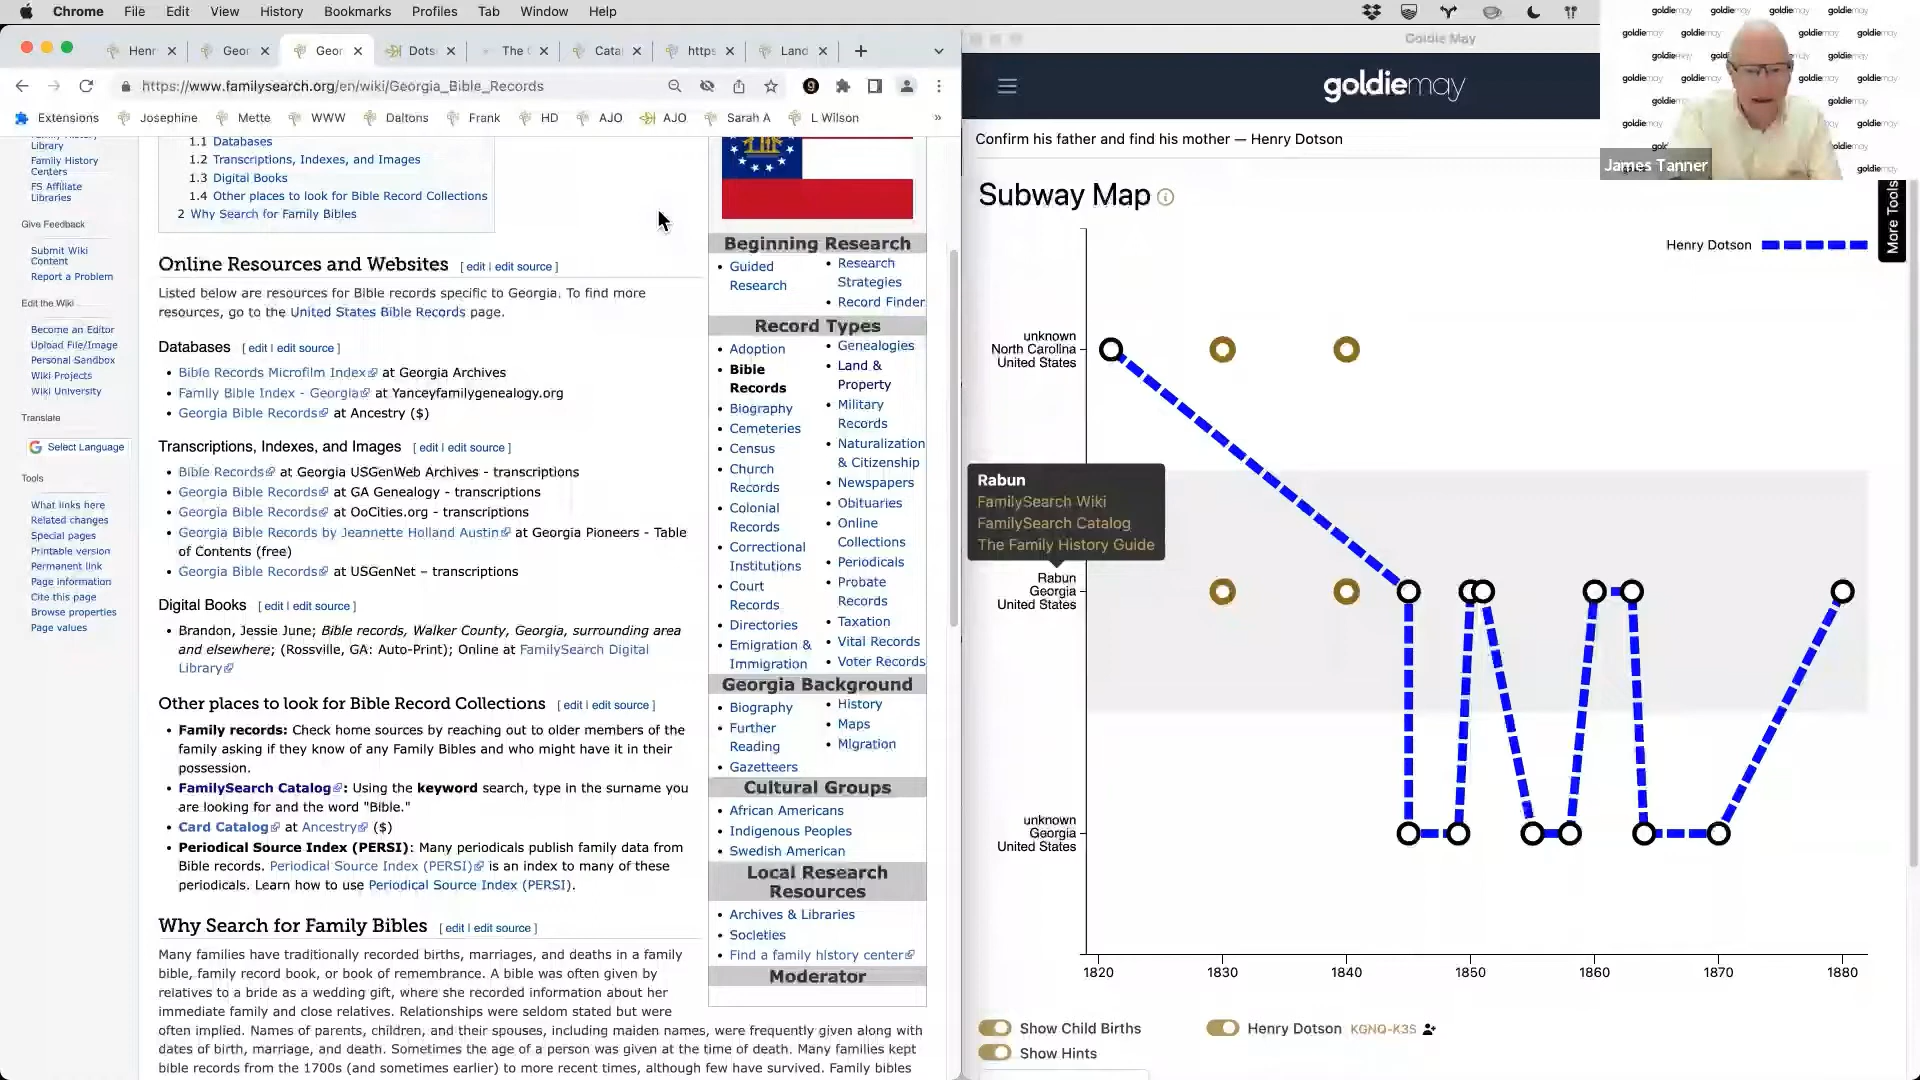 Chrome File Edit View History Bookmarks Profiles Tab Window Help
Henr Geor Geor Dots The Cata https Land
https://www.familysearch.org/en/wiki/Georgia_Bible_Records
Extensions Josephine Mette WWW Daltons Frank HD AJO AJO Sarah A L Wilson »
Library
Family History
Centers
FS Affiliate
Libraries
Give Feedback
Submit Wiki
Content
Report a Problem
Edit the Wiki
Become an Editor
Upload File/Image
Personal Sandbox
Wiki Projects
Wiki University
Translate
Select Language
Tools
What links here
Related changes
Special pages
Printable version
Permanent link
Page information
Cite this page
Browse properties
Page values
1.1 Databases
1.2 Transcriptions, Indexes, and Images
1.3 Digital Books
1.4 Other places to look for Bible Record Collections
2 Why Search for Family Bibles
Online Resources and Websites [ edit | edit source ]
Listed below are resources for Bible records specific to Georgia. To find more
resources, go to the United States Bible Records page.
Databases [ edit | edit source ]
• Bible Records Microfilm Index at Georgia Archives
• Family Bible Index - Georgia at Yanceyfamilygenealogy.org
• Georgia Bible Records at Ancestry ($)
Transcriptions, Indexes, and Images [ edit | edit source ]
• Bible Records at Georgia USGenWeb Archives - transcriptions
• Georgia Bible Records at GA Genealogy - transcriptions
• Georgia Bible Records at OoCities.org - transcriptions
• Georgia Bible Records by Jeannette Holland Austin at Georgia Pioneers - Table
of Contents (free)
• Georgia Bible Records at USGenNet – transcriptions
Digital Books [ edit | edit source ]
• Brandon, Jessie June; Bible records, Walker County, Georgia, surrounding area
and elsewhere; (Rossville, GA: Auto-Print); Online at FamilySearch Digital
Library
Other places to look for Bible Record Collections [ edit | edit source ]
• Family records: Check home sources by reaching out to older members of the
family asking if they know of any Family Bibles and who might have it in their
possession.
• FamilySearch Catalog: Using the keyword search, type in the surname you
are looking for and the word "Bible."
• Card Catalog at Ancestry ($)
• Periodical Source Index (PERSI): Many periodicals publish family data from
Bible records. Periodical Source Index (PERSI) is an index to many of these
periodicals. Learn how to use Periodical Source Index (PERSI).
Why Search for Family Bibles [ edit | edit source ]
Many families have traditionally recorded births, marriages, and deaths in a family
bible, family record book, or book of remembrance. A bible was often given by
relatives to a bride as a wedding gift, where she recorded information about her
immediate family and close relatives. Relationships were seldom stated but were
often implied. Names of parents, children, and their spouses, including maiden names, were frequently given along with
dates of birth, marriage, and death. Sometimes the age of a person was given at the time of death. Many families kept
bible records from the 1700s (and sometimes earlier) to more recent times, although few have survived. Family bibles
Beginning Research
• Guided
Research
• Research
Strategies
• Record Finder
Record Types
• Adoption
• Bible
Records
• Biography
• Cemeteries
• Census
• Church
Records
• Colonial
Records
• Correctional
Institutions
• Court
Records
• Directories
• Emigration &
Immigration
• Genealogies
• Land &
Property
• Military
Records
• Naturalization
& Citizenship
• Newspapers
• Obituaries
• Online
Collections
• Periodicals
• Probate
Records
• Taxation
• Vital Records
• Voter Records
Georgia Background
• Biography
• Further
Reading
• Gazetteers
• History
• Maps
• Migration
Cultural Groups
• African Americans
• Indigenous Peoples
• Swedish American
Local Research
Resources
• Archives & Libraries
• Societies
• Find a family history center
Moderator
Goldie May
goldiemay
Confirm his father and find his mother — Henry Dotson
Subway Map
More Tools
Henry Dotson
unknown
North Carolina
United States
Rabun
FamilySearch Wiki
FamilySearch Catalog
The Family History Guide
Rabun
Georgia
United States
unknown
Georgia
United States
1820 1830 1840 1850 1860 1870 1880
Show Child Births
Henry Dotson KGNQ-K3S
Show Hints
goldiemay goldiemay goldiemay goldiemay
James Tanner